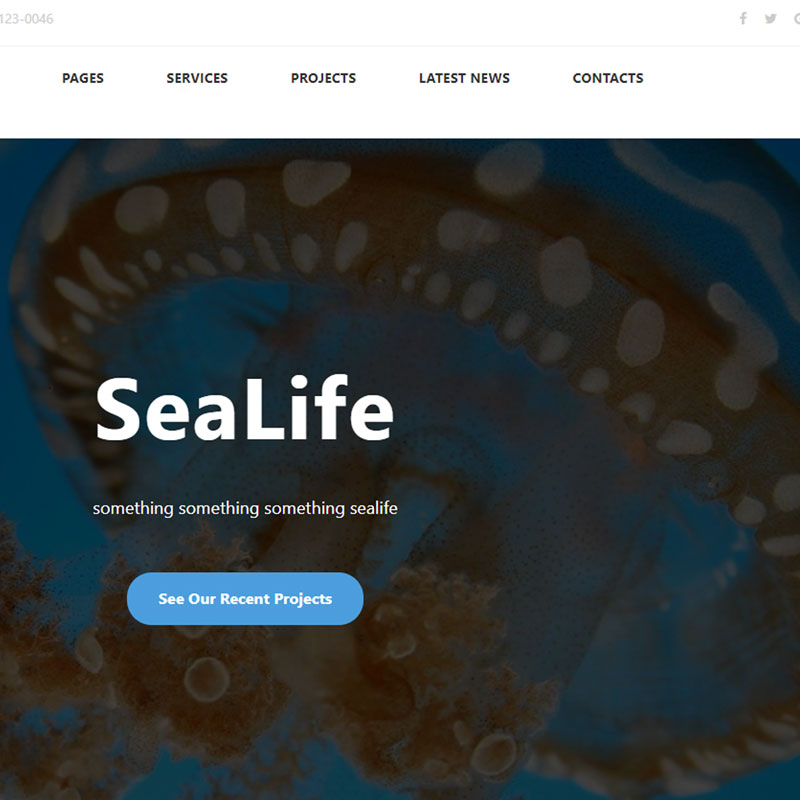 123-0046
PAGES SERVICES PROJECTS LATEST NEWS CONTACTS
SeaLife
something something something sealife
See Our Recent Projects